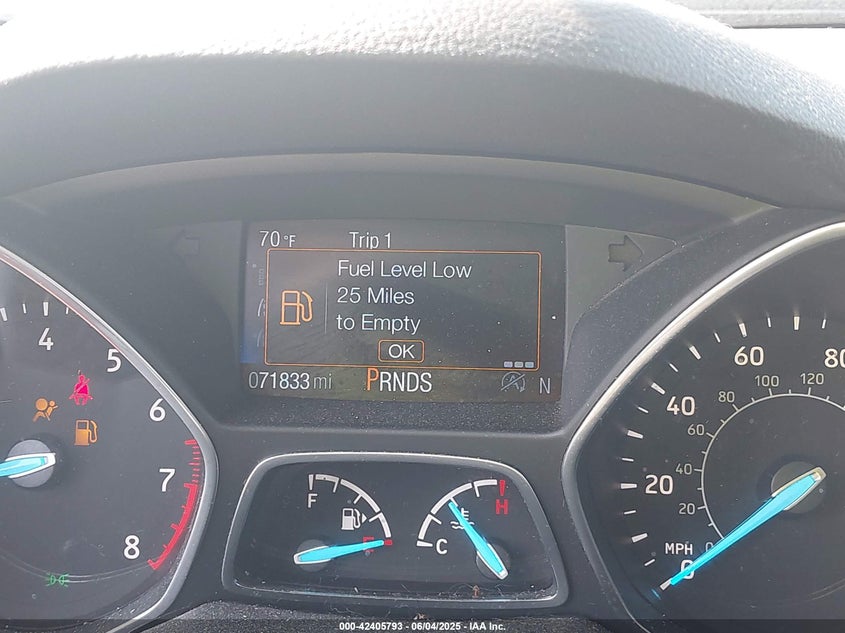 70 °F Trip 1
Fuel Level Low
25 Miles
to Empty
OK
071833 mi PRNDS N
4
5
6
7
8
F
E
C
H
MPH
0
20
40
60
80
0
20
40
60
80
100
120
000-42405793 - 06/04/2025 - IAA Inc.